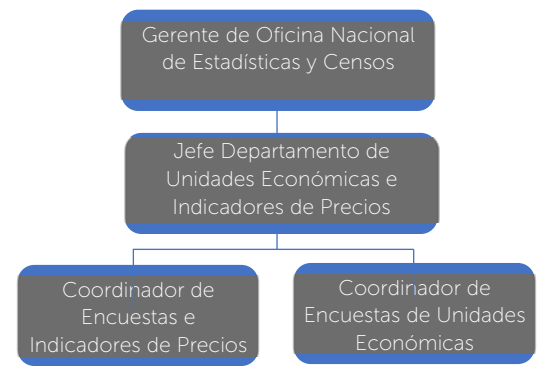 Gerente de Oficina Nacional
de Estadísticas y Censos
Jefe Departamento de
Unidades Económicas e
Indicadores de Precios
Coordinador de
Encuestas e
Indicadores de Precios
Coordinador de
Encuestas de Unidades
Económicas